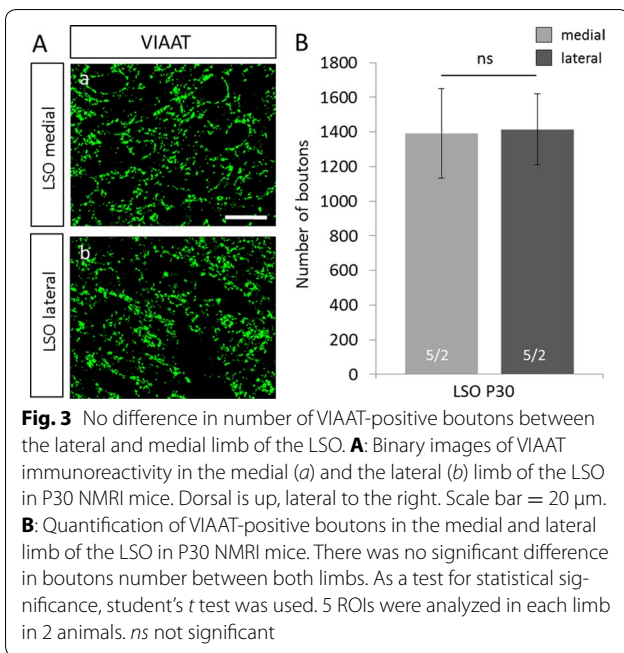 A
VIAAT
LSO medial
a
LSO lateral
b
B
medial
lateral
ns
Number of boutons
1800
1600
1400
1200
1000
800
600
400
200
0
5/2
5/2
LSO P30
Fig. 3 No difference in number of VIAAT-positive boutons between
the lateral and medial limb of the LSO. A: Binary images of VIAAT
immunoreactivity in the medial (a) and the lateral (b) limb of the LSO
in P30 NMRI mice. Dorsal is up, lateral to the right. Scale bar = 20 μm.
B: Quantification of VIAAT-positive boutons in the medial and lateral
limb of the LSO in P30 NMRI mice. There was no significant difference
in boutons number between both limbs. As a test for statistical sig-
nificance, student's t test was used. 5 ROIs were analyzed in each limb
in 2 animals. ns not significant